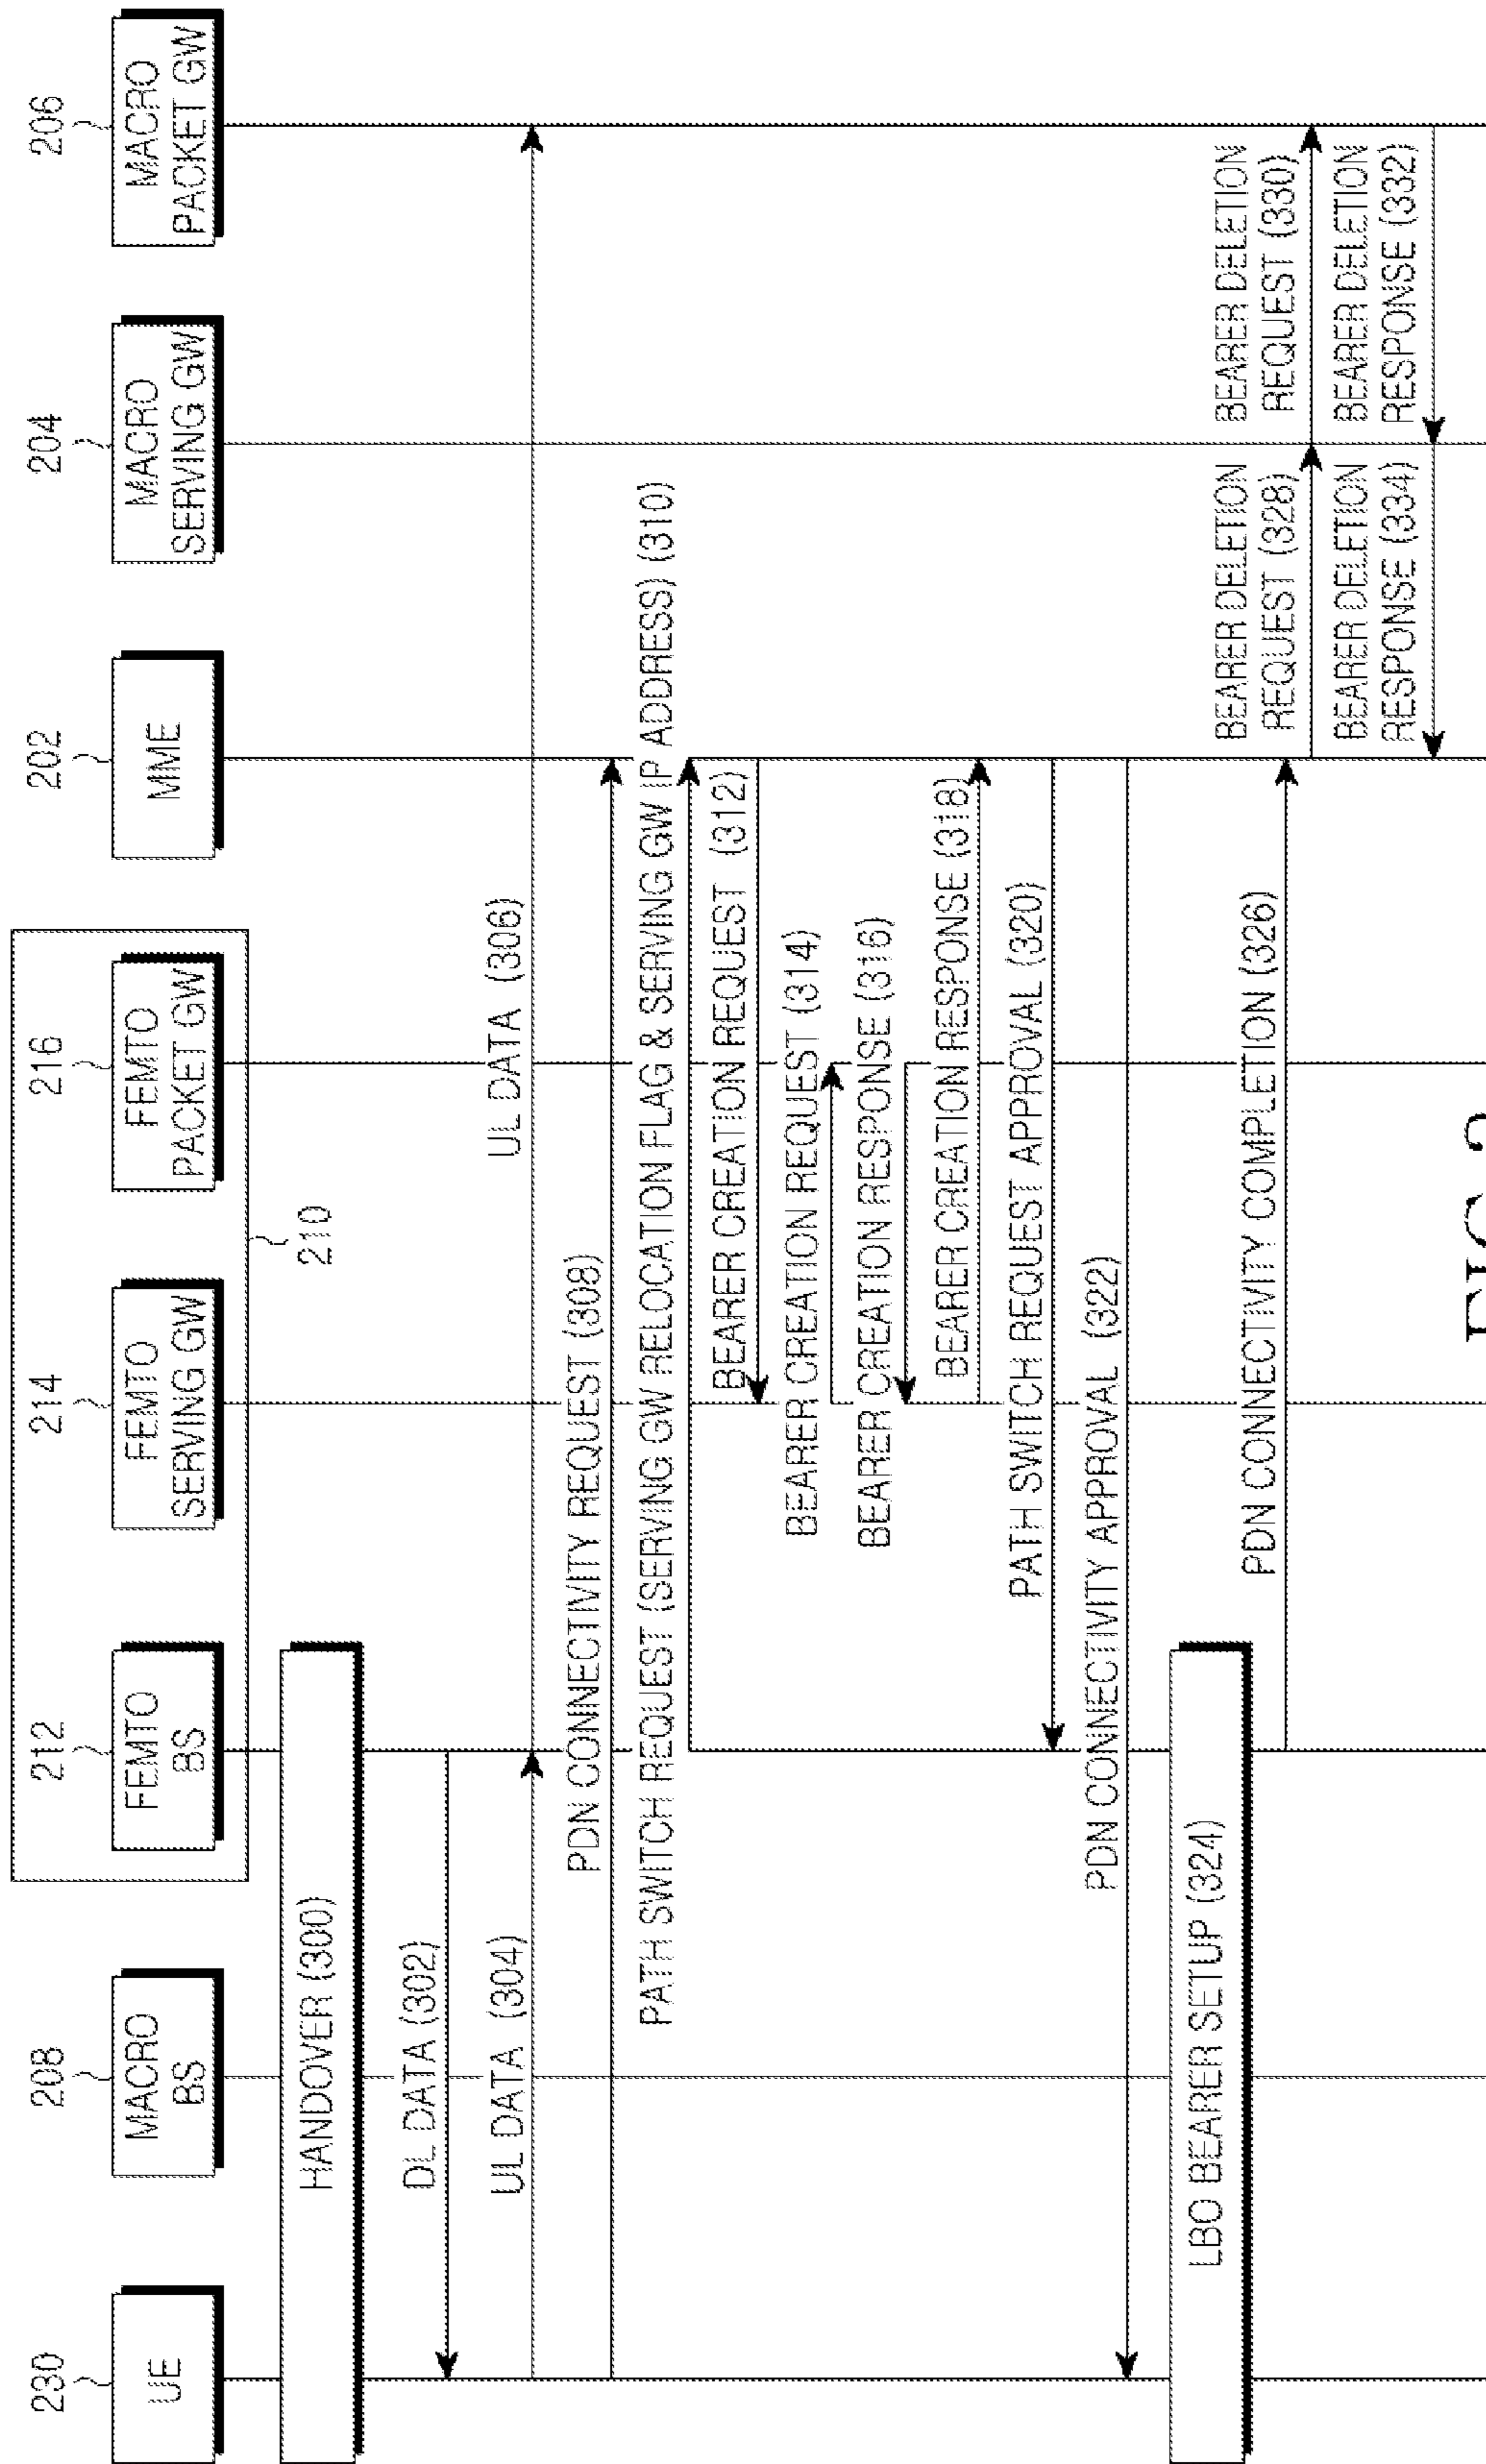 230
208
212
214
216
202
204
206
UE
MACRO
BS
FEMTO
BS
FEMTO
SERVING GW
FEMTO
PACKET GW
MME
MACRO
SERVING GW
MACRO
PACKET GW
210
HANDOVER (300)
DL DATA (302)
UL DATA (304)
UL DATA (306)
PDN CONNECTIVITY REQUEST (308)
PATH SWITCH REQUEST (SERVING GW RELOCATION FLAG & SERVING GW IP ADDRESS) (310)
BEARER CREATION REQUEST (312)
BEARER CREATION REQUEST (314)
BEARER CREATION RESPONSE (316)
BEARER CREATION RESPONSE (318)
PATH SWITCH REQUEST APPROVAL (320)
PDN CONNECTIVITY APPROVAL (322)
LBO BEARER SETUP (324)
PDN CONNECTIVITY COMPLETION (326)
BEARER DELETION
REQUEST (328)
BEARER DELETION
REQUEST (330)
BEARER DELETION
RESPONSE (334)
BEARER DELETION
RESPONSE (332)